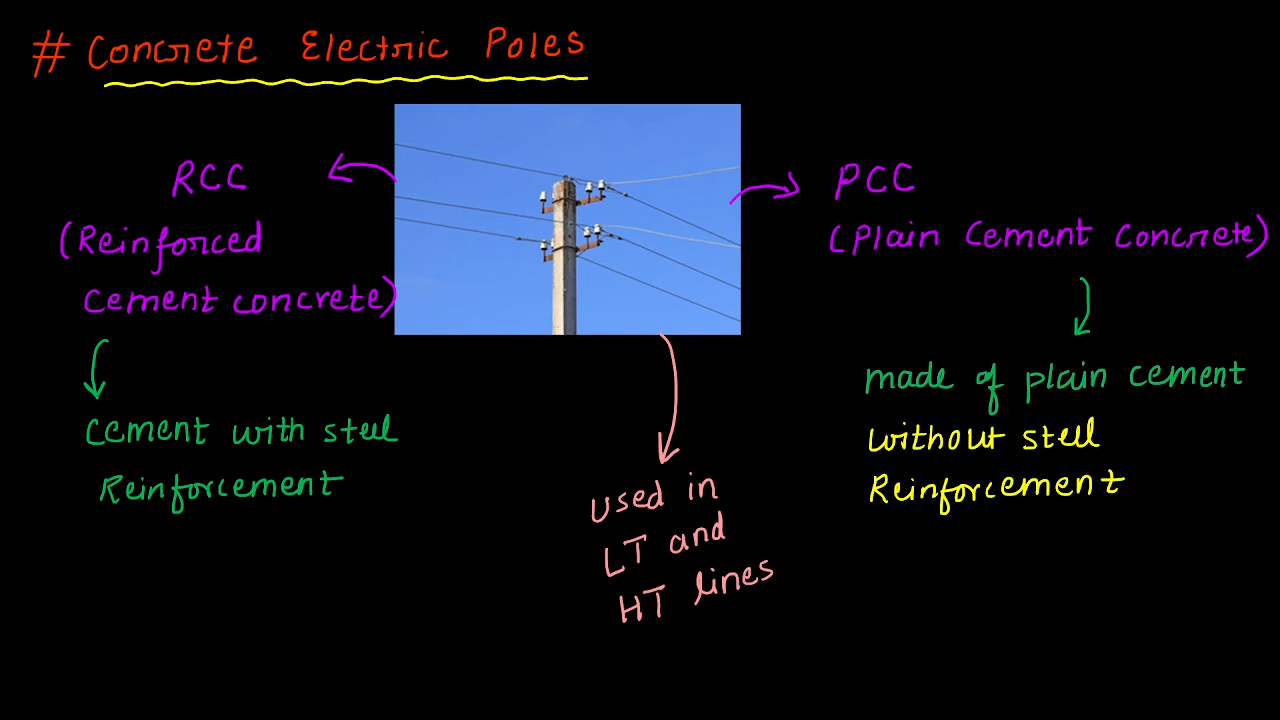 # Concrete Electric Poles
RCC
(Reinforced
cement concrete)
cement with steel
Reinforcement
used in
LT and
HT lines
PCC
(Plain cement concrete)
made of plain cement
without steel
Reinforcement